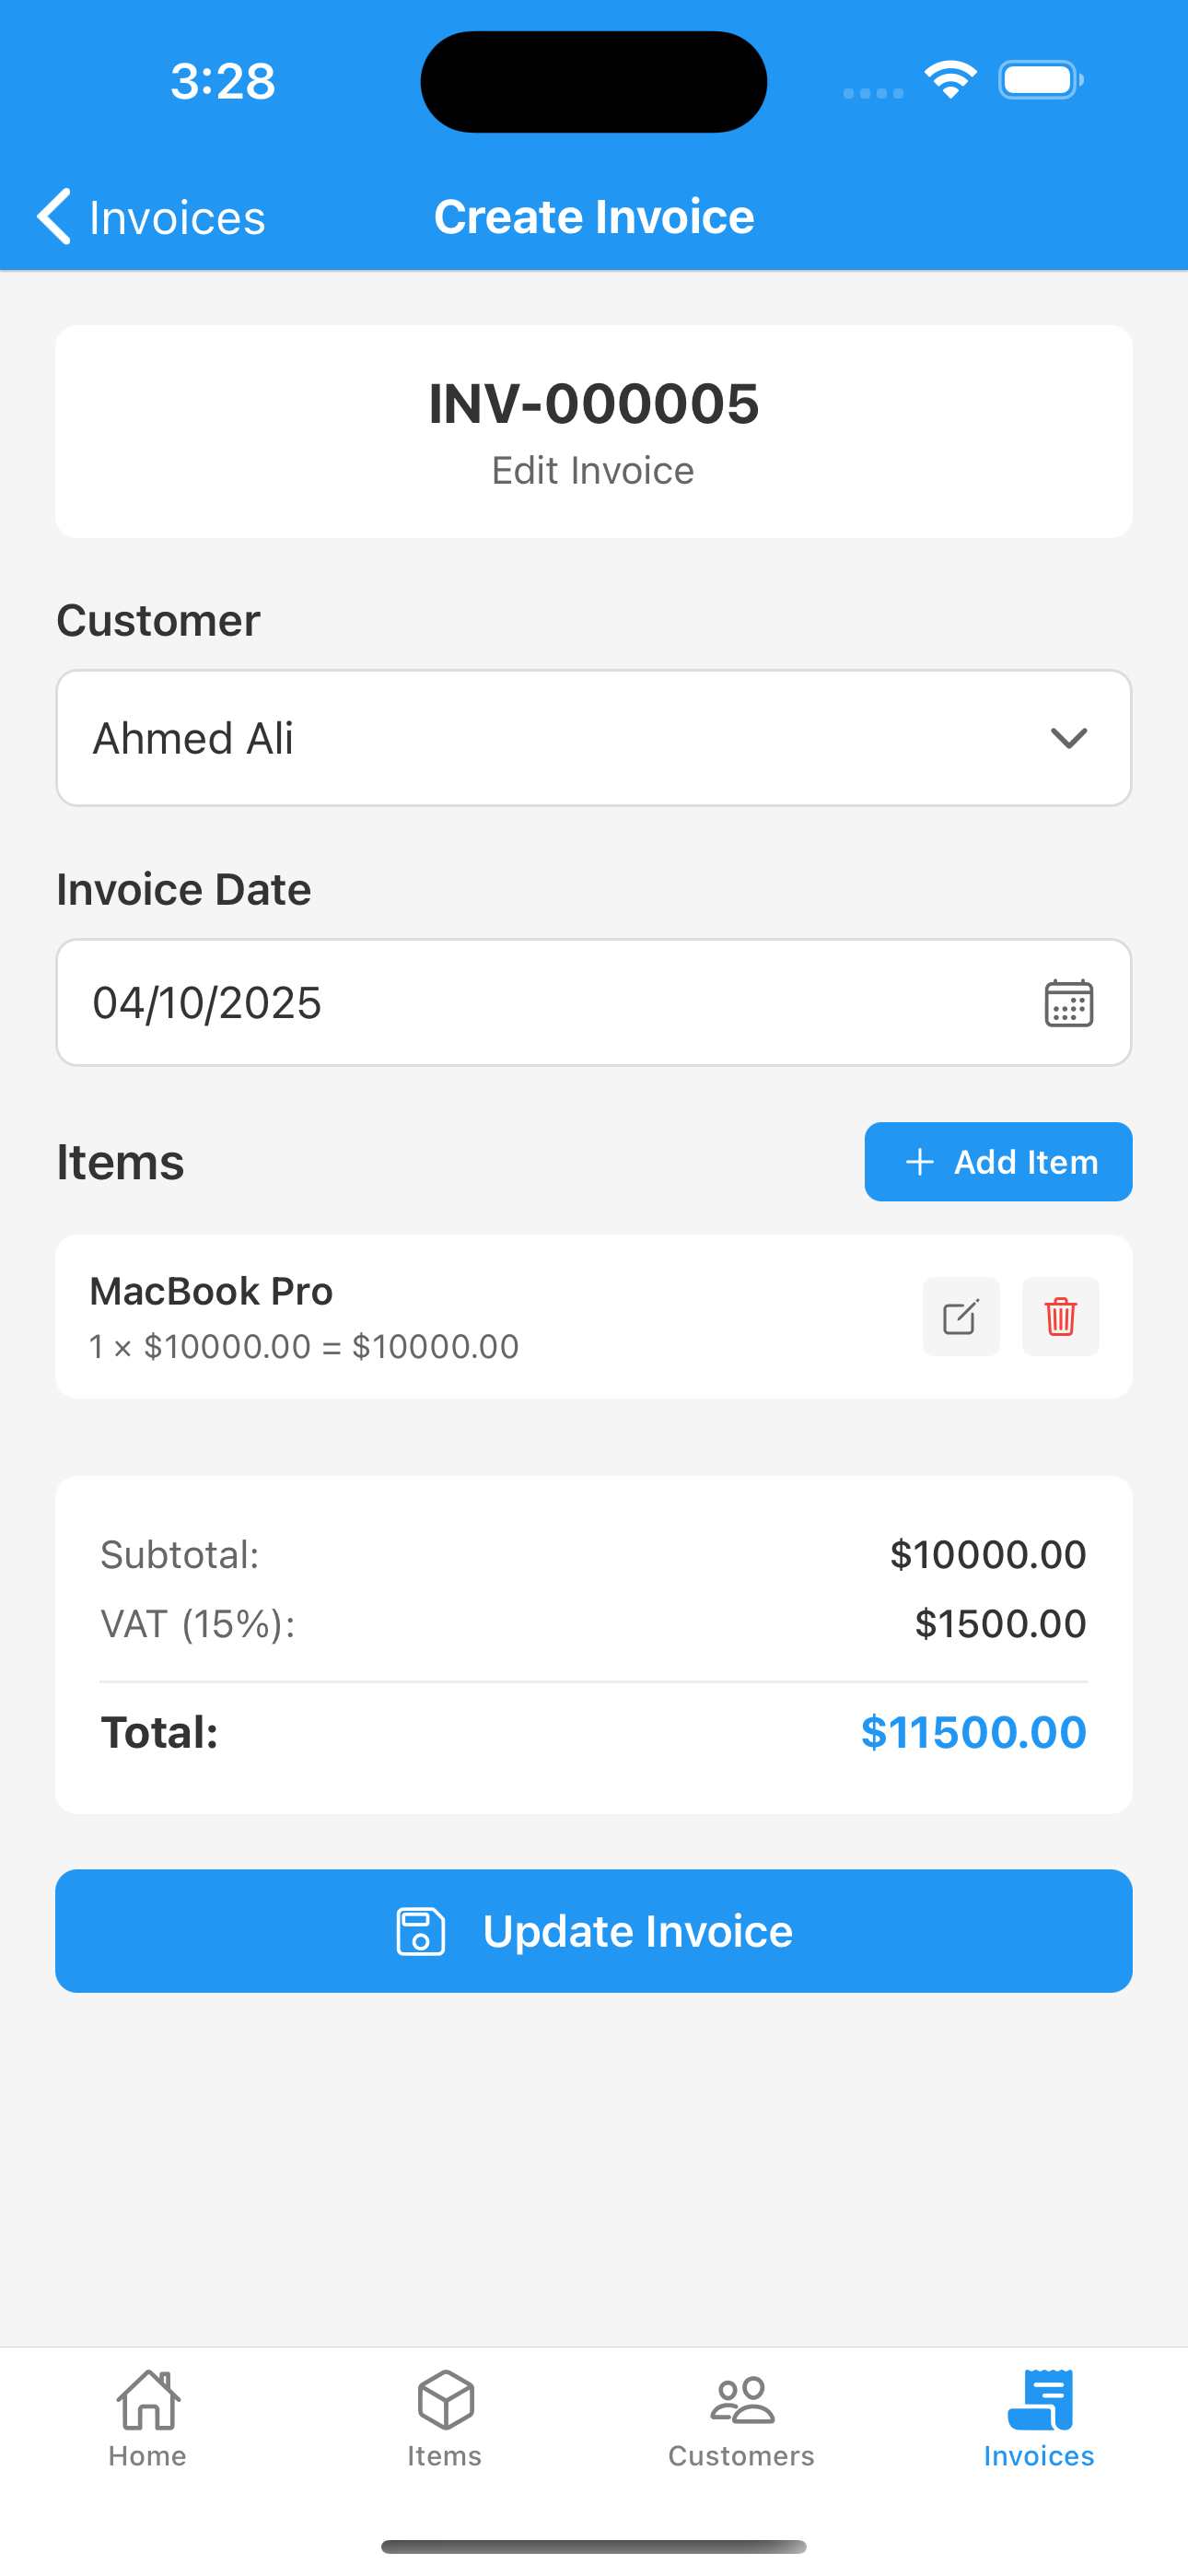 3:28
Invoices
Create Invoice
INV-000005
Edit Invoice
Customer
Ahmed Ali
Invoice Date
04/10/2025
Items
Add Item
MacBook Pro
1 × $10000.00 = $10000.00
Subtotal: $10000.00
VAT (15%): $1500.00
Total: $11500.00
Update Invoice
Home
Items
Customers
Invoices